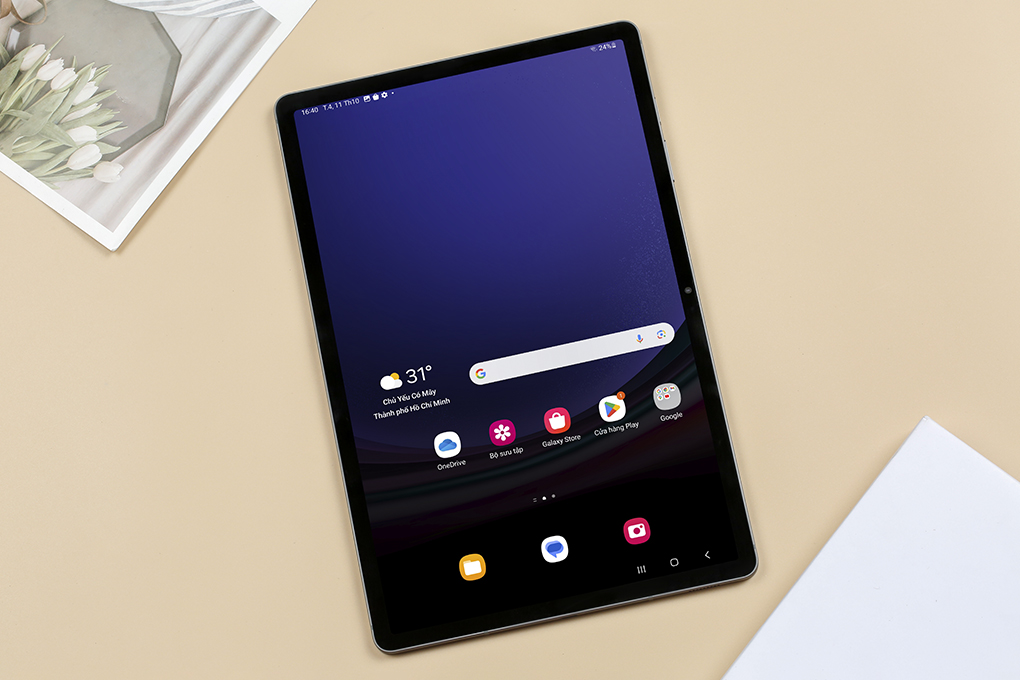 16:40 T.4, 11 Th10
24%
31°
Chủ Yếu Có Mây
Thành phố Hồ Chí Minh
OneDrive
Bộ sưu tập
Galaxy Store
1
Cửa hàng Play
Google